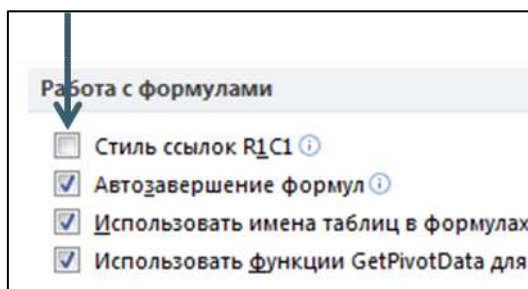 Работа с формулами
Стиль ссылок R1C1
Автозавершение формул
Использовать имена таблиц в формулах
Использовать функции GetPivotData для